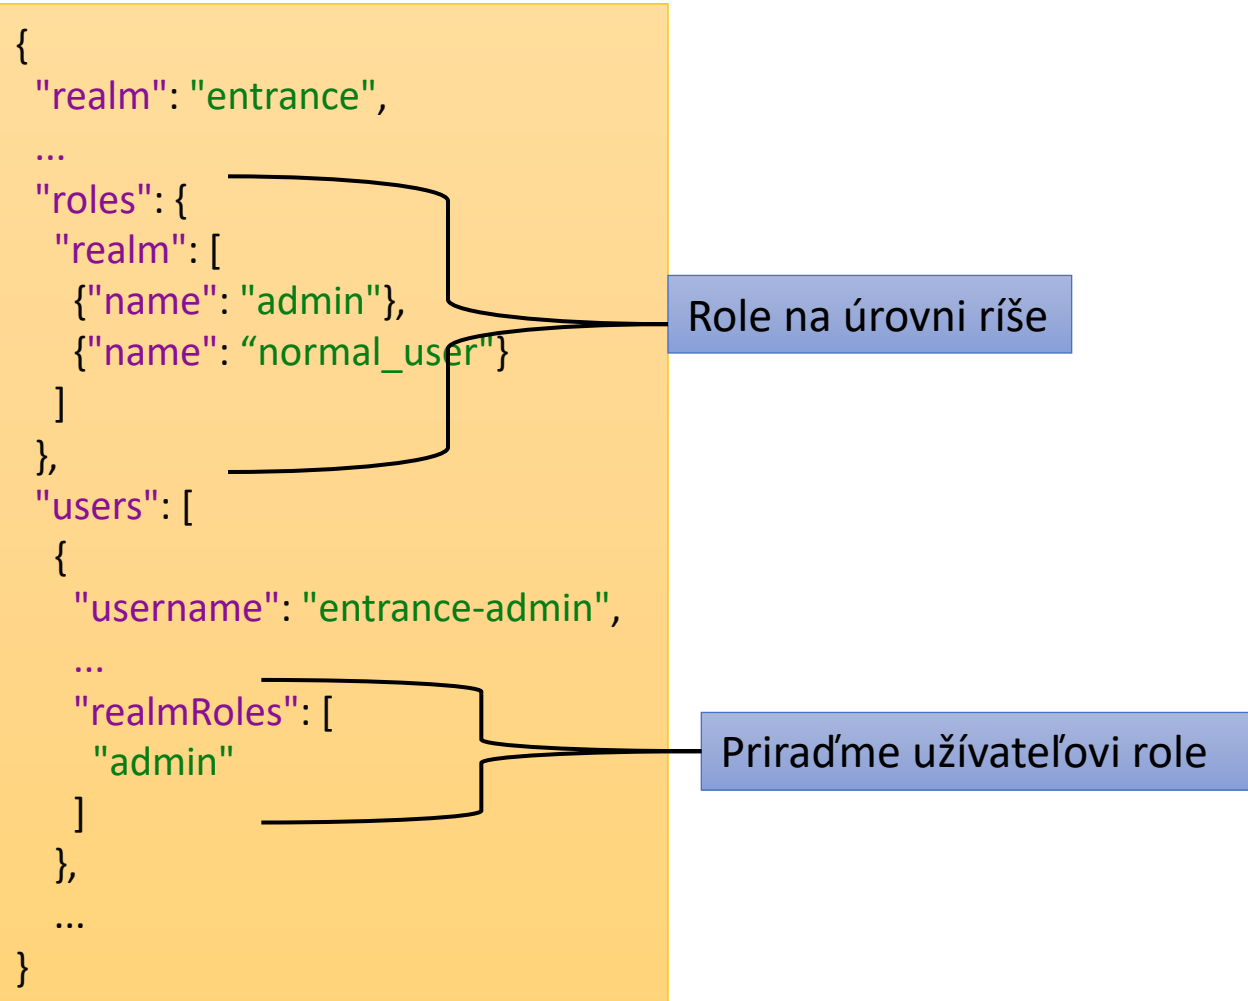 {
"realm": "entrance",
...
"roles": {
"realm": [
{"name": "admin"},
{"name": “normal_user"}
]
},
"users": [
{
"username": "entrance-admin",
...
"realmRoles": [
"admin"
]
},
...
}
Role na úrovni ríše
Priraďme užívateľovi role